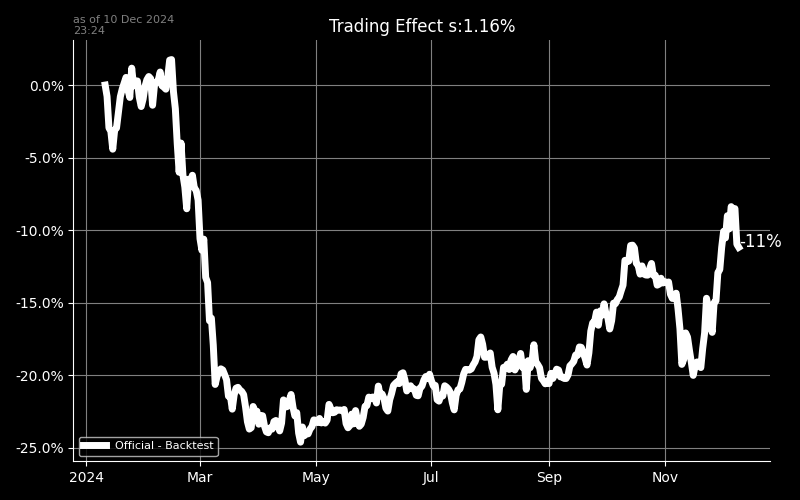 as of 10 Dec 2024
23:24
Trading Effect s:1.16%
0.0%
-5.0%
-10.0%
-11%
-15.0%
-20.0%
-25.0%
Official - Backtest
2024 Mar May Jul Sep Nov